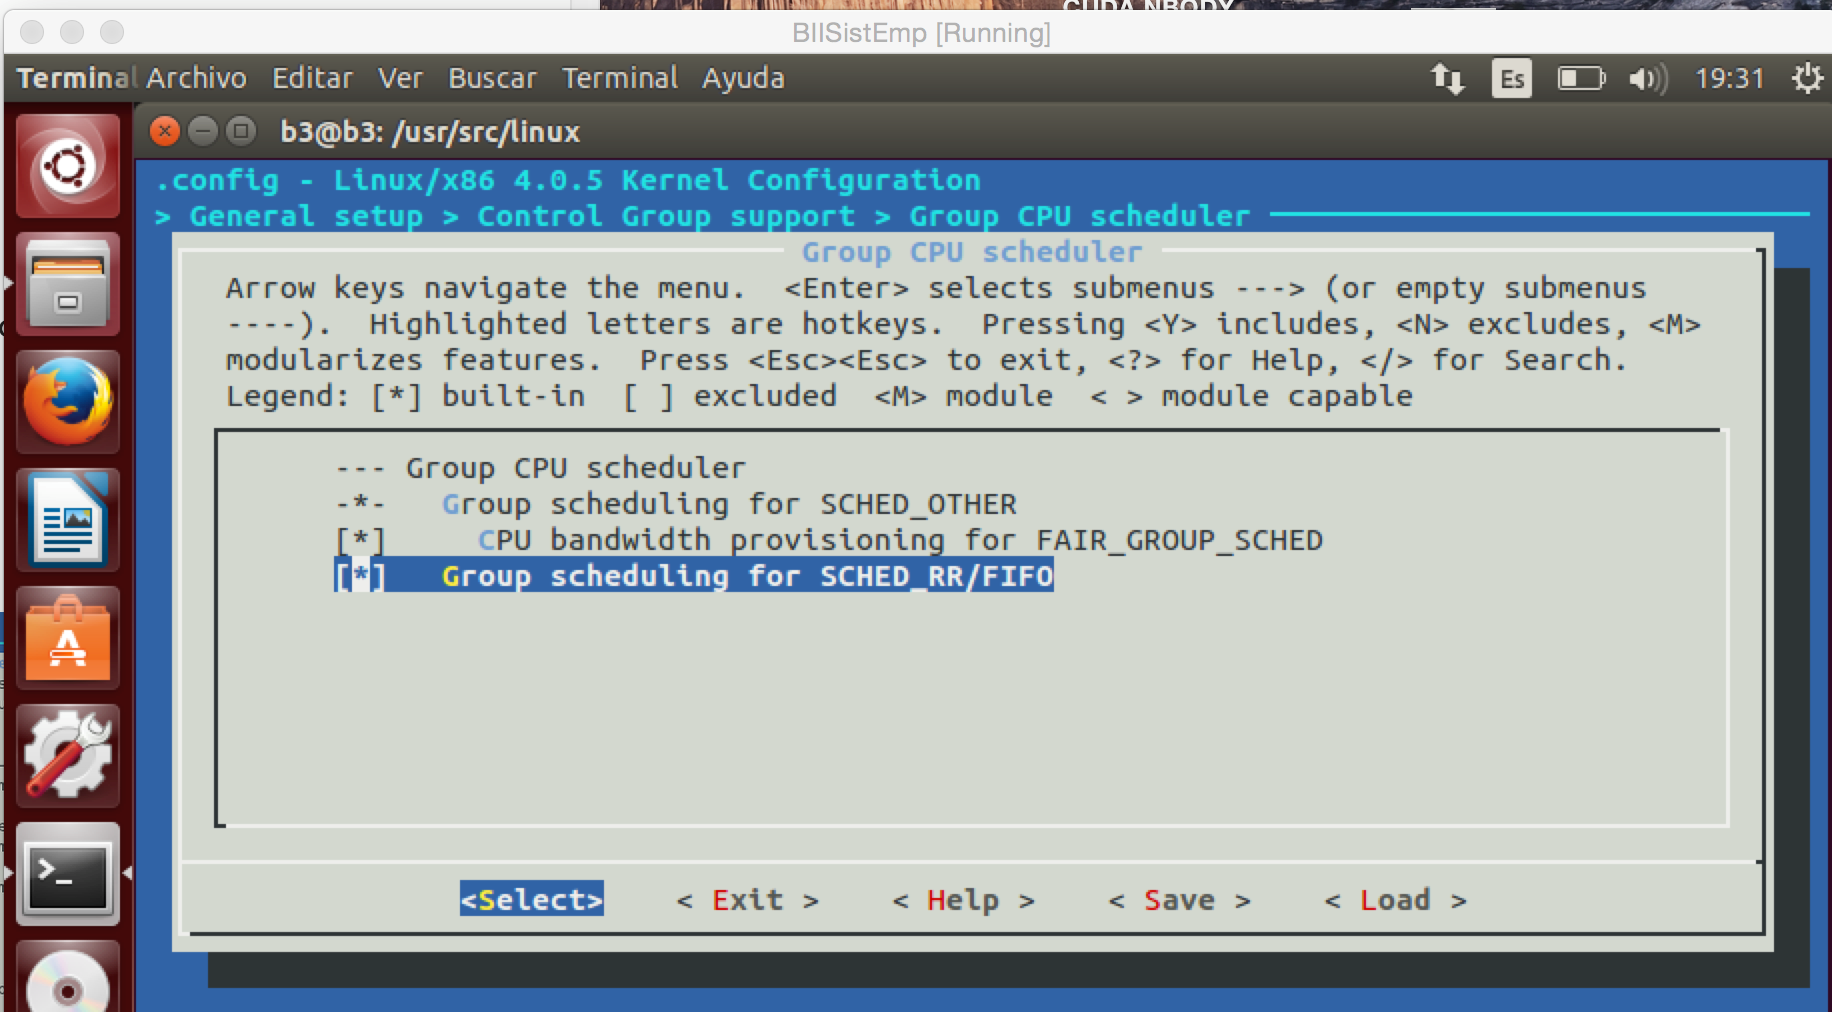 CUDA NBODY
BIISistEmp [Running]
Terminal Archivo Editar Ver Buscar Terminal Ayuda Es 19:31
b3@b3: /usr/src/linux
.config - Linux/x86 4.0.5 Kernel Configuration
> General setup > Control Group support > Group CPU scheduler
Group CPU scheduler
Arrow keys navigate the menu. <Enter> selects submenus ---> (or empty submenus
----). Highlighted letters are hotkeys. Pressing <Y> includes, <N> excludes, <M>
modularizes features. Press <Esc><Esc> to exit, <?> for Help, </> for Search.
Legend: [*] built-in [ ] excluded <M> module < > module capable
--- Group CPU scheduler
-*- Group scheduling for SCHED_OTHER
[*] CPU bandwidth provisioning for FAIR_GROUP_SCHED
[*] Group scheduling for SCHED_RR/FIFO
<Select> < Exit > < Help > < Save > < Load >